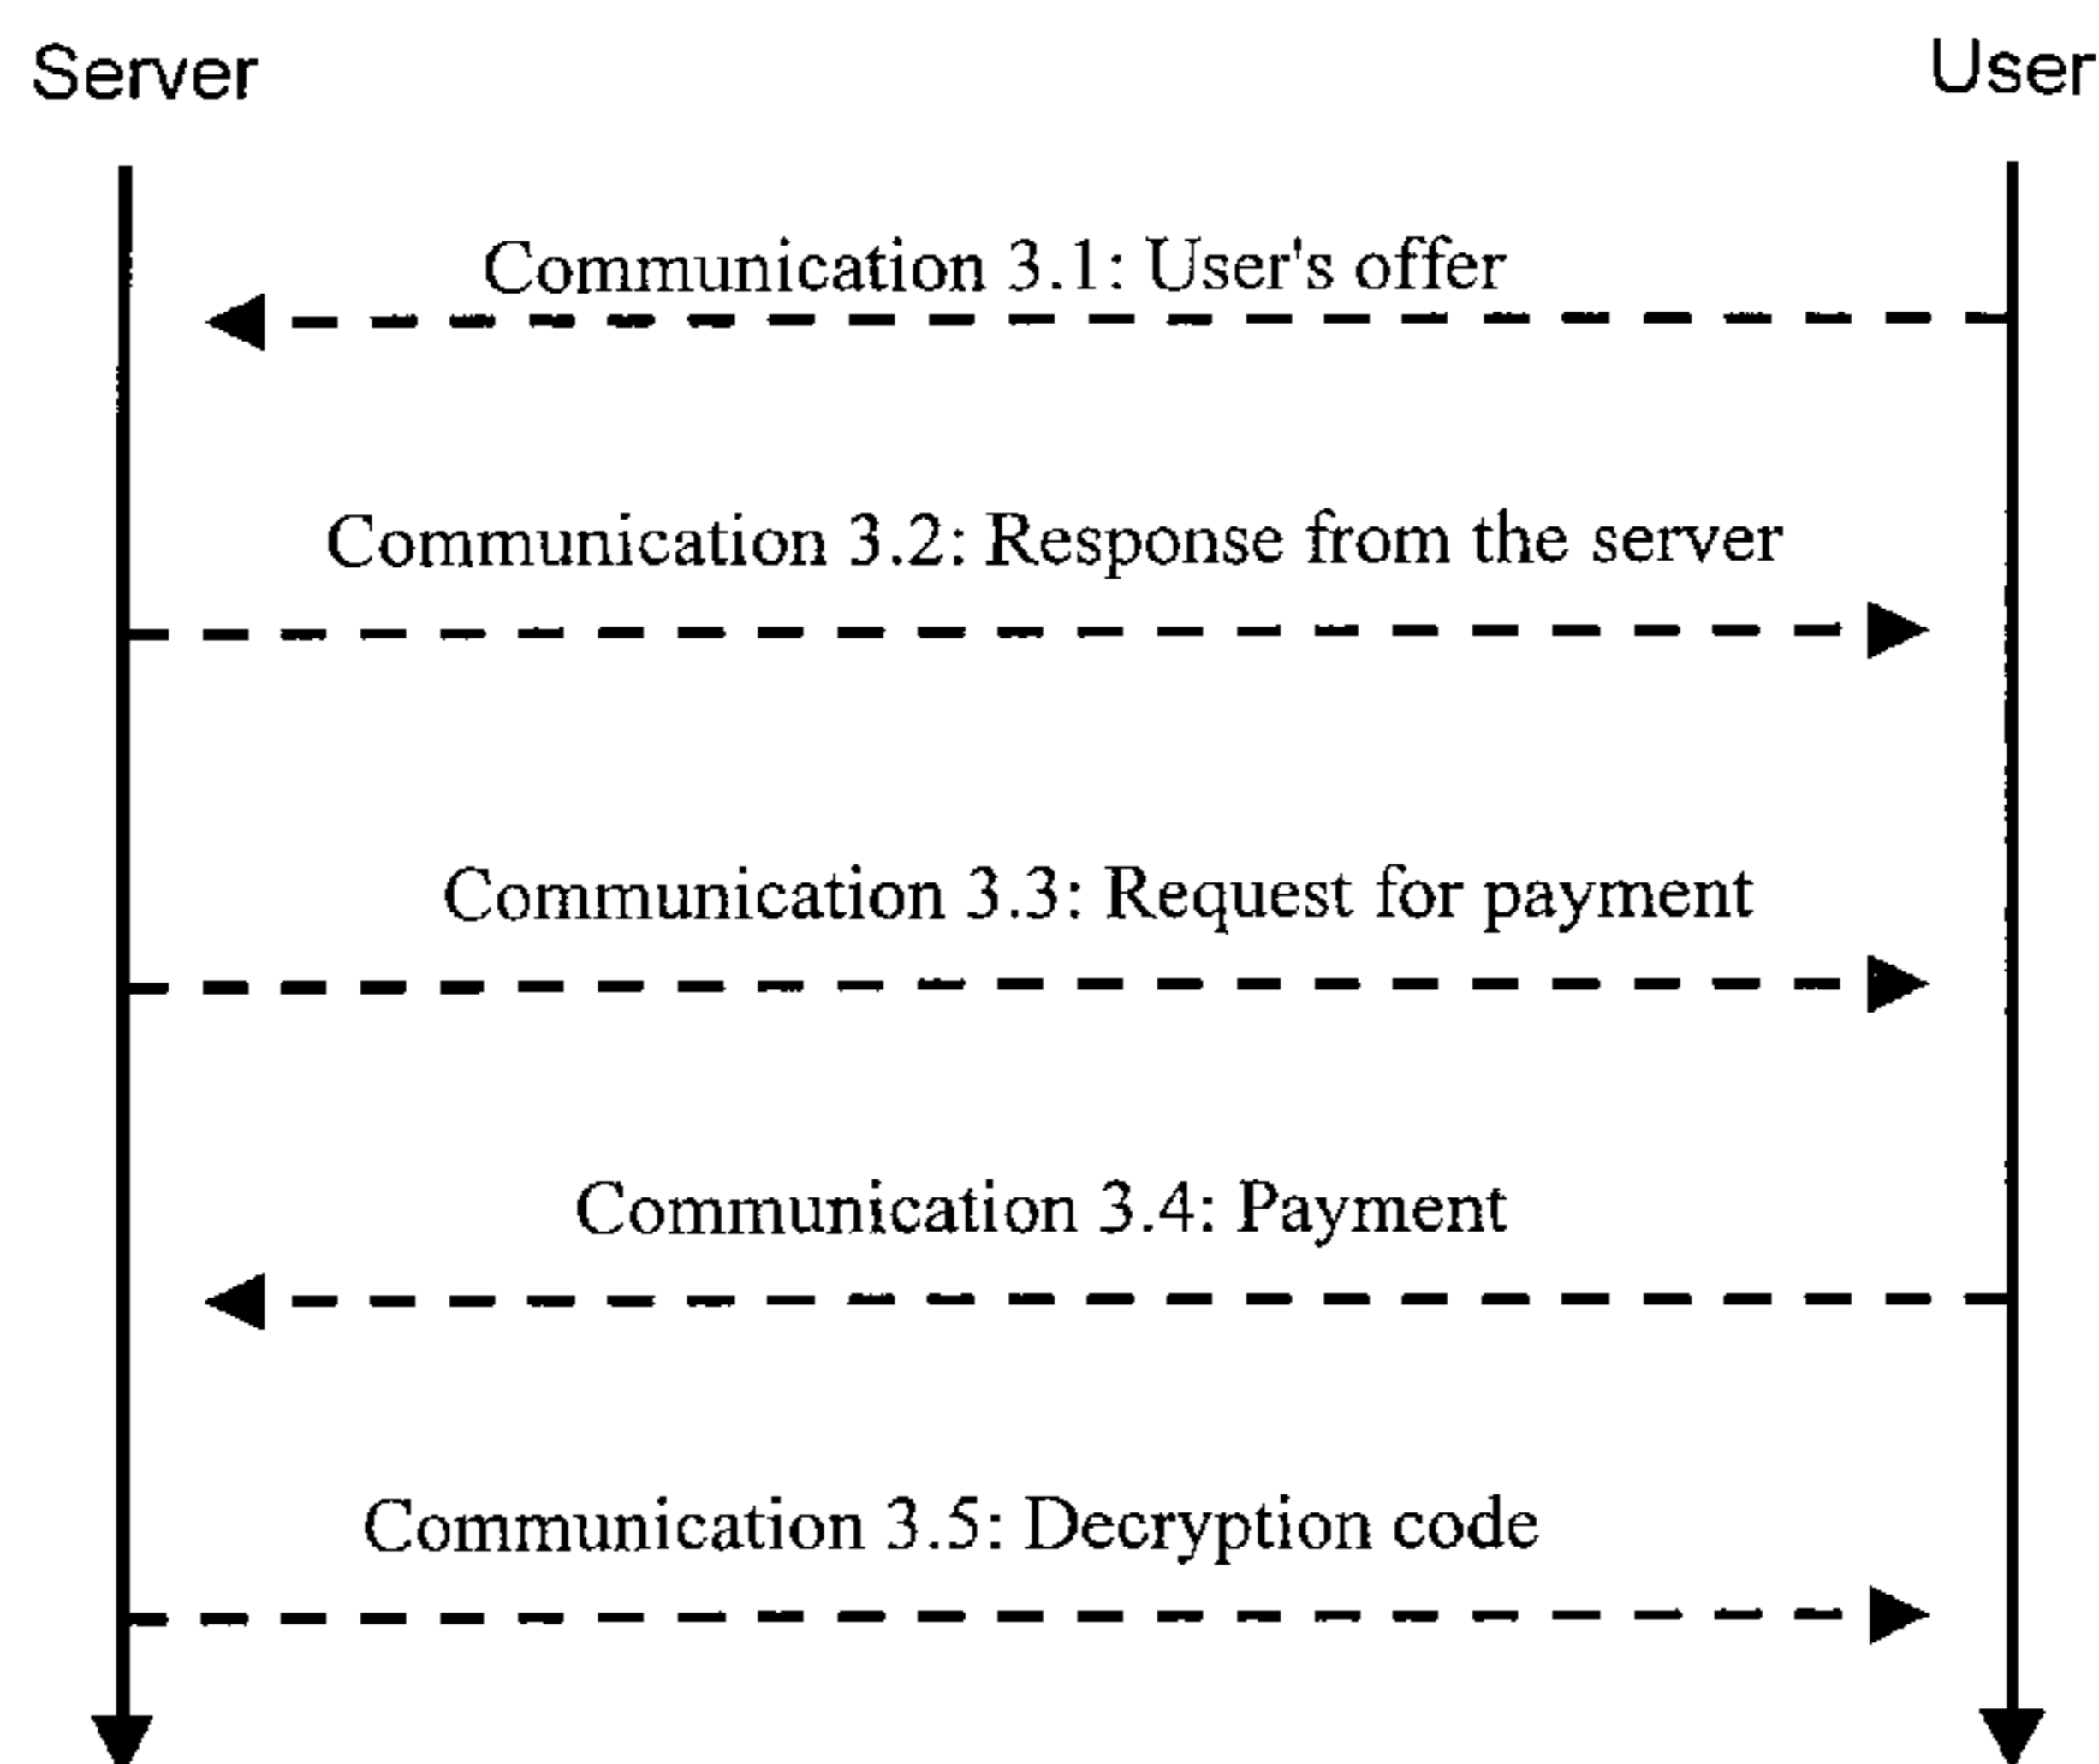 Server
User
Communication 3.1: User's offer
Communication 3.2: Response from the server
Communication 3.3: Request for payment
Communication 3.4: Payment
Communication 3.5: Decryption code